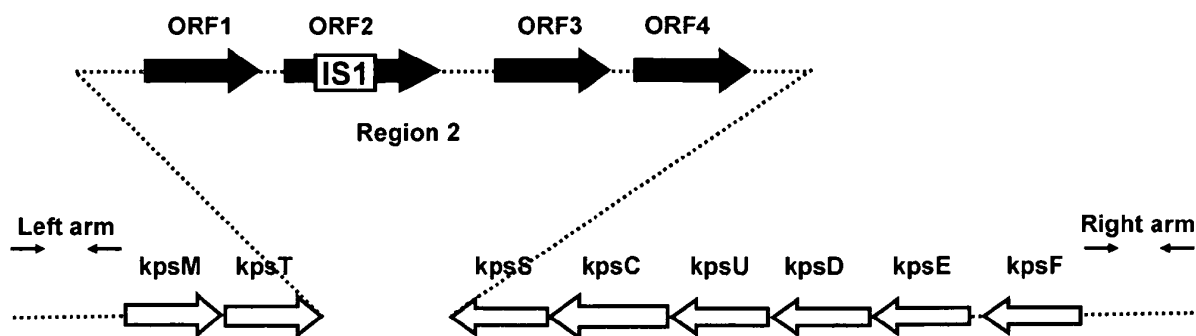 ORF1 ORF2 ORF3 ORF4
IS1
Region 2
Left arm Right arm
kpsM kpsT kpsS kpsC kpsU kpsD kpsE kpsF